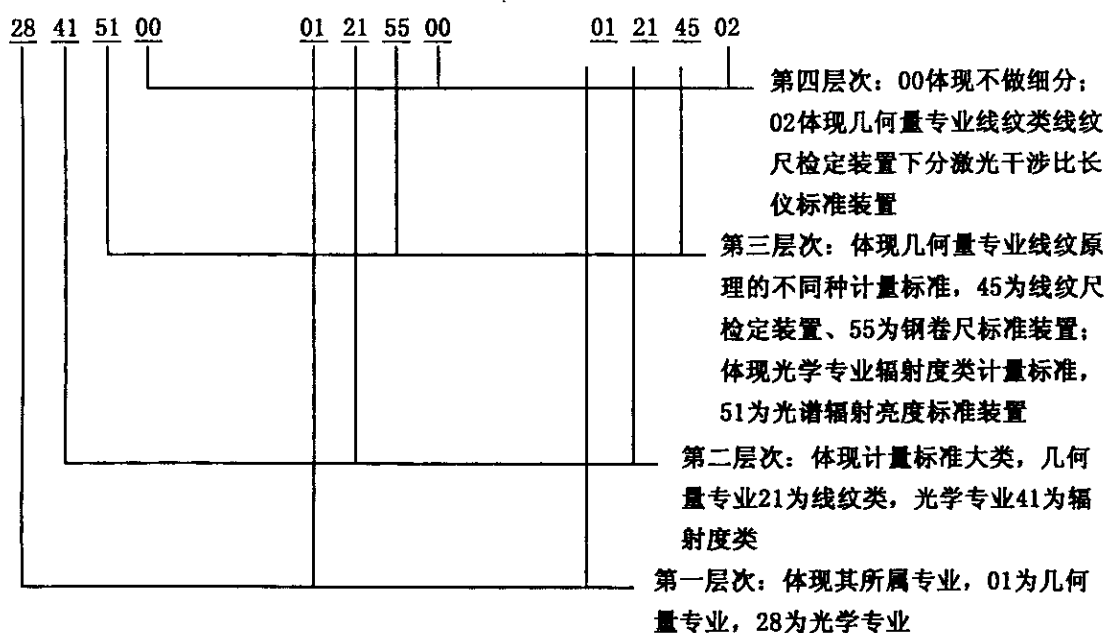 28 41 51 00 01 21 55 00 01 21 45 02
第四层次：00体现不做细分；
02体现几何量专业线纹类线纹
尺检定装置下分激光干涉比长
仪标准装置
第三层次：体现几何量专业线纹原
理的不同种计量标准，45为线纹尺
检定装置、55为钢卷尺标准装置；
体现光学专业辐射度类计量标准，
51为光谱辐射亮度标准装置
第二层次：体现计量标准大类，几何
量专业21为线纹类，光学专业41为辐
射度类
第一层次：体现其所属专业，01为几何
量专业，28为光学专业